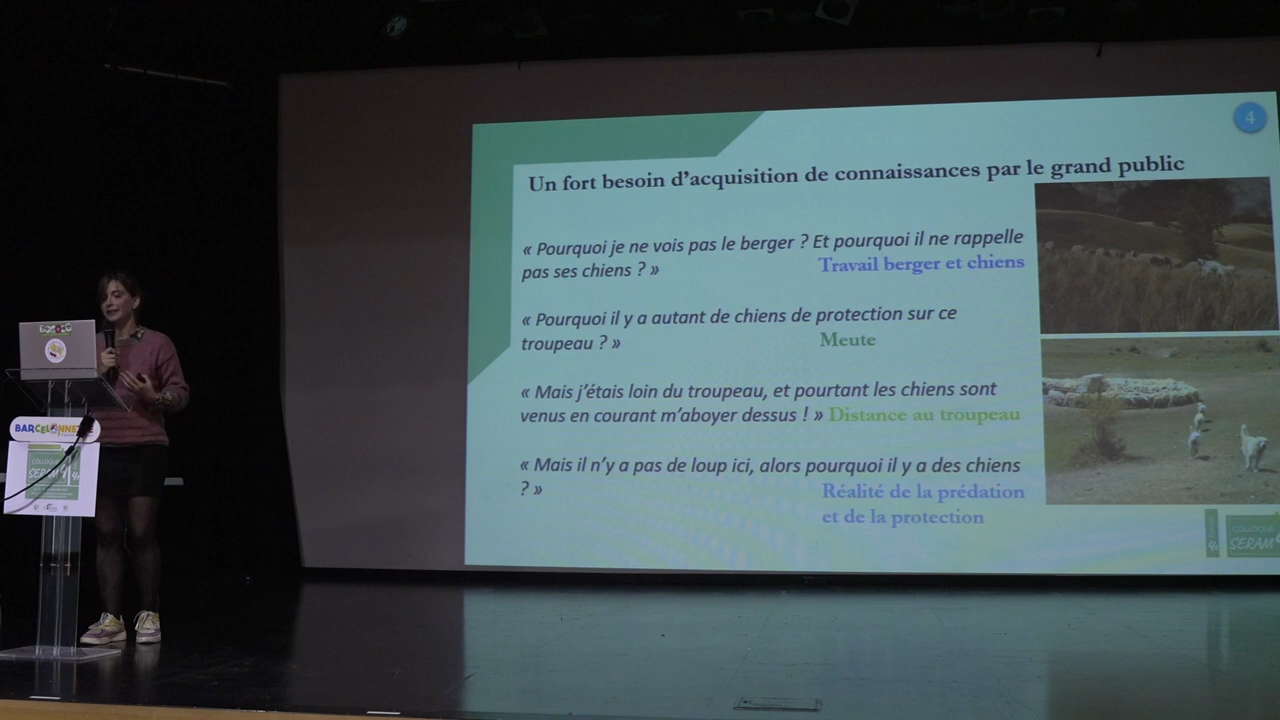 4
Un fort besoin d'acquisition de connaissances par le grand public
« Pourquoi je ne vois pas le berger ? Et pourquoi il ne rappelle
pas ses chiens ? »
Travail berger et chiens
« Pourquoi il y a autant de chiens de protection sur ce
troupeau ? »
Meute
« Mais j'étais loin du troupeau, et pourtant les chiens sont
venus en courant m'aboyer dessus ! » Distance au troupeau
« Mais il n'y a pas de loup ici, alors pourquoi il y a des chiens
? »
Réalité de la prédation
et de la protection
COLLOQUE
SERAM
BARCELONNETTE
COLLOQUE
SERAM